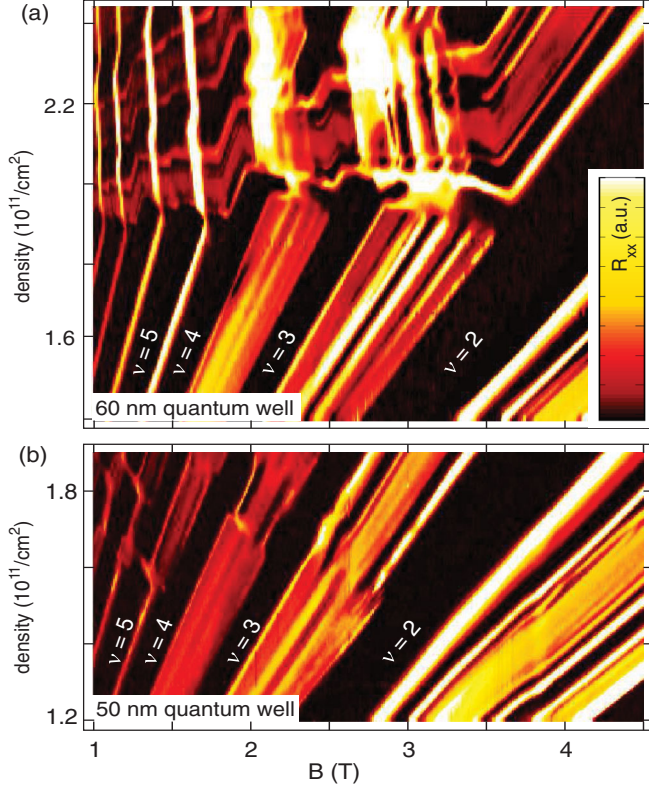 (a)
2.2
1.6
density (10¹¹/cm²)
ν = 5
ν = 4
ν = 3
ν = 2
R_xx (a.u.)
60 nm quantum well
(b)
1.8
1.2
density (10¹¹/cm²)
ν = 5
ν = 4
ν = 3
ν = 2
50 nm quantum well
1 2 3 4
B (T)